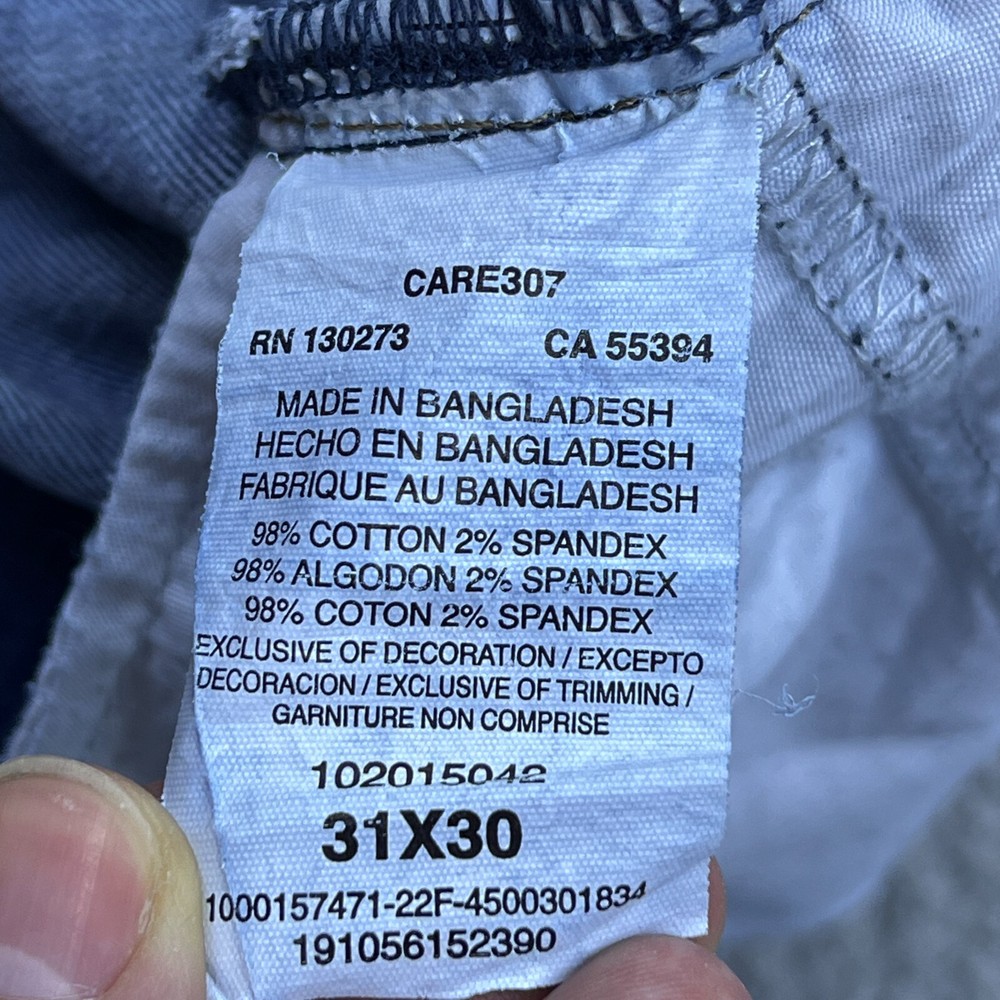 CARE307
RN 130273 CA 55394
MADE IN BANGLADESH
HECHO EN BANGLADESH
FABRIQUE AU BANGLADESH
98% COTTON 2% SPANDEX
98% ALGODON 2% SPANDEX
98% COTON 2% SPANDEX
EXCLUSIVE OF DECORATION / EXCEPTO
DECORACION / EXCLUSIVE OF TRIMMING /
GARNITURE NON COMPRISE
102015042
31X30
1000157471-22F-4500301834
191056152390